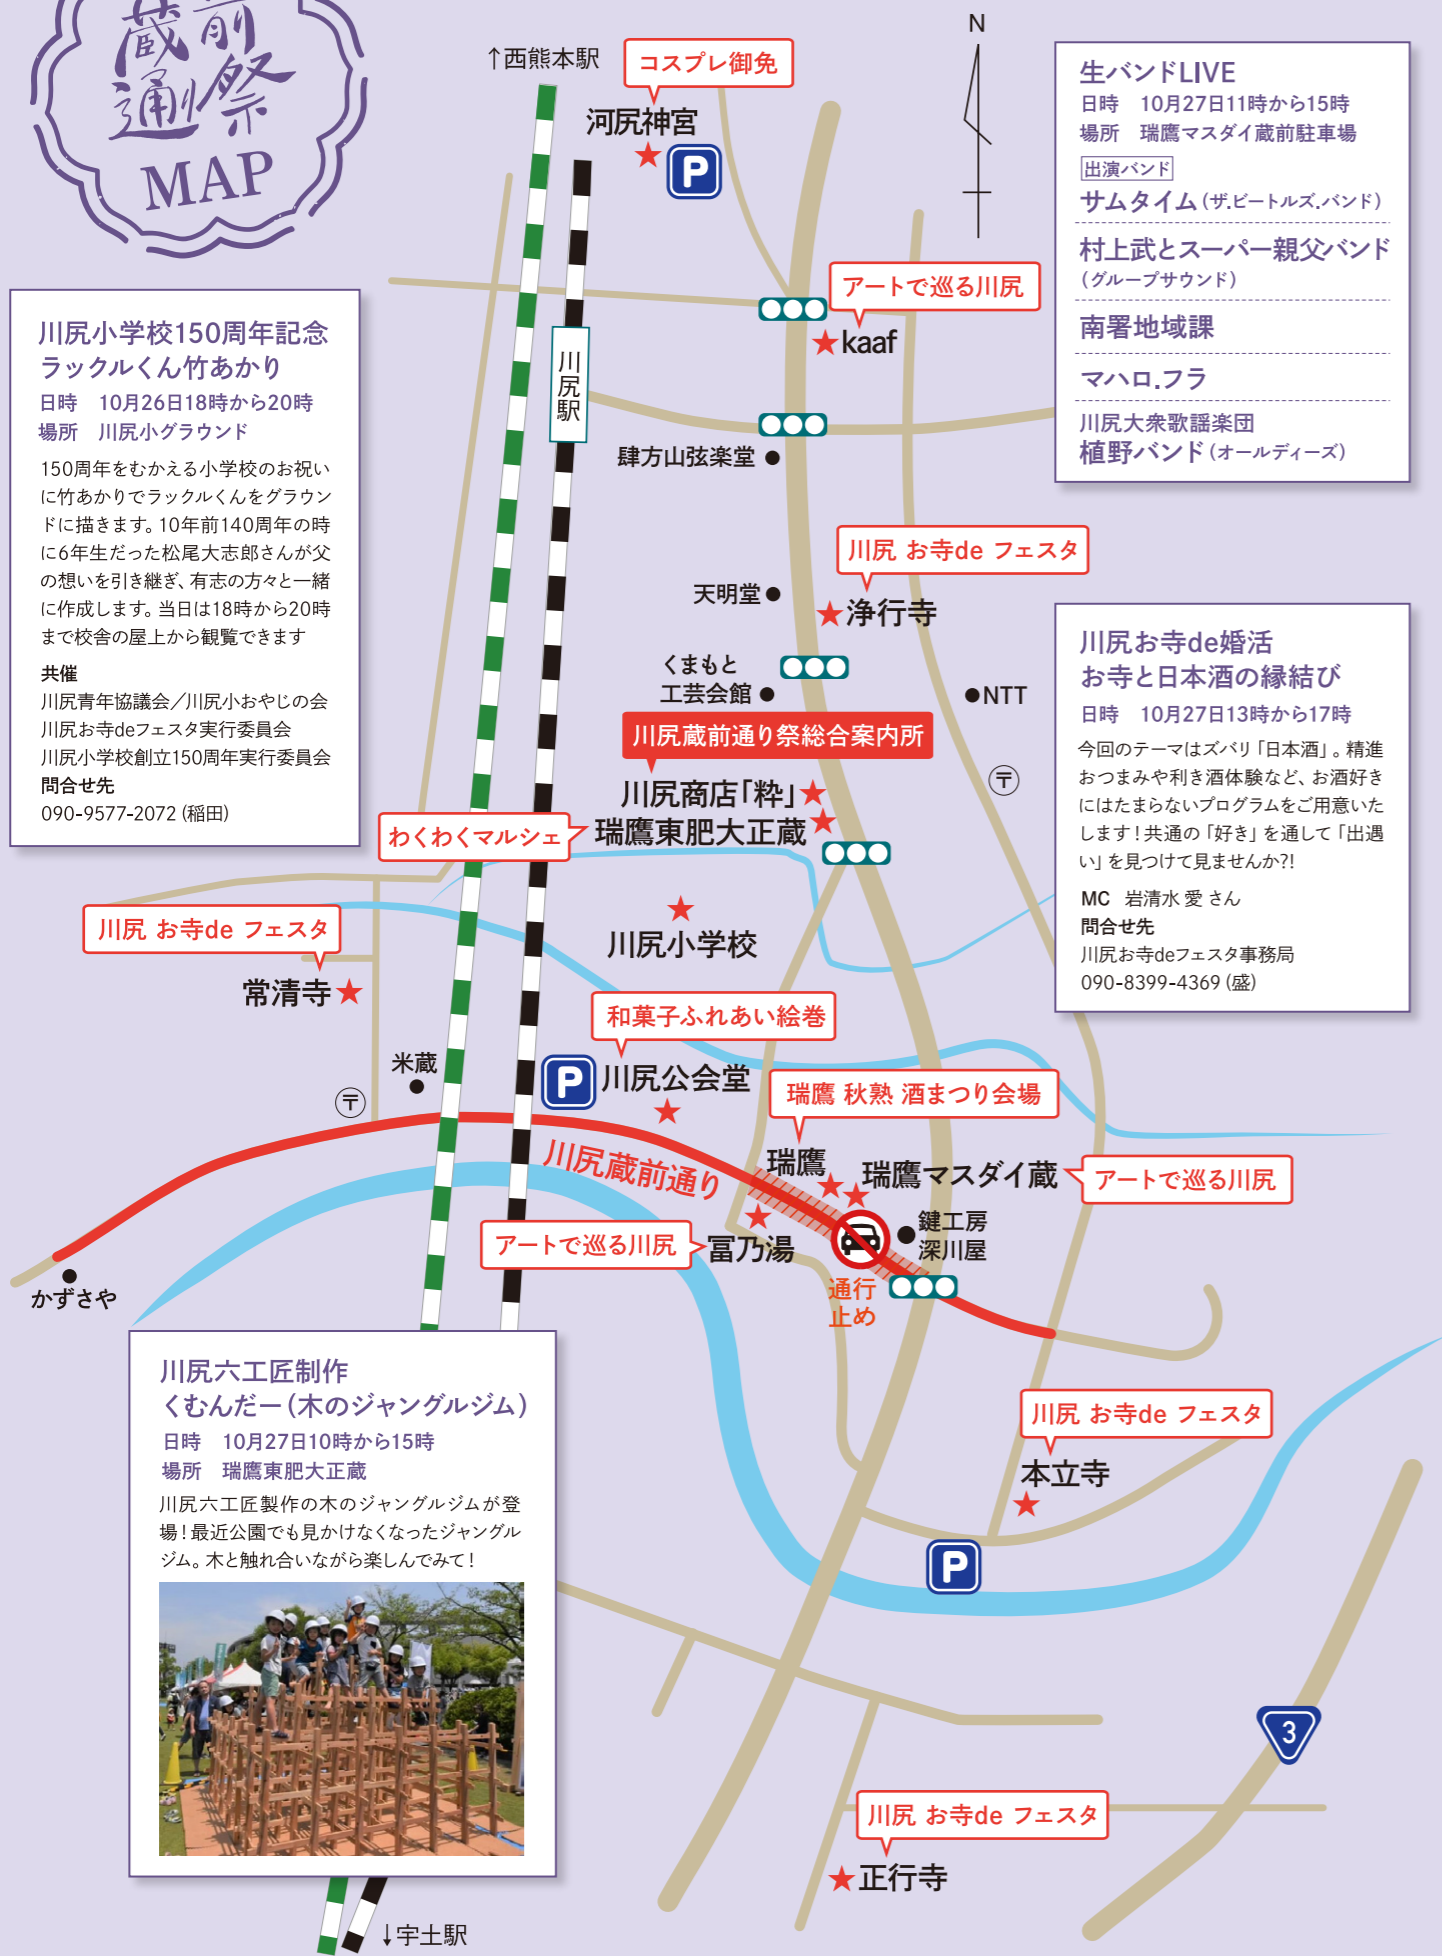 蔵前
通り祭
MAP
↑西熊本駅
コスプレ御免
河尻神宮
P
N
生バンドLIVE
日時 10月27日11時から15時
場所 瑞鷹マスダイ蔵前駐車場
出演バンド
サムタイム(ザ.ビートルズ.バンド)
村上武とスーパー親父バンド
(グループサウンド)
南署地域課
マハロ.フラ
川尻大衆歌謡楽団
植野バンド(オールディーズ)
川尻小学校150周年記念
ラックルくん竹あかり
日時 10月26日18時から20時
場所 川尻小グラウンド
150周年をむかえる小学校のお祝い
に竹あかりでラックルくんをグラウン
ドに描きます。10年前140周年の時
に6年生だった松尾大志郎さんが父
の想いを引き継ぎ、有志の方々と一緒
に作成します。当日は18時から20時
まで校舎の屋上から観覧できます
共催
川尻青年協議会／川尻小おやじの会
川尻お寺deフェスタ実行委員会
川尻小学校創立150周年実行委員会
問合せ先
090-9577-2072 (稲田)
アートで巡る川尻
kaaf
川尻駅
肆方山弦楽堂
川尻 お寺de フェスタ
天明堂
浄行寺
くまもと
工芸会館
NTT
川尻蔵前通り祭総合案内所
川尻商店「粋」
〒
わくわくマルシェ
瑞鷹東肥大正蔵
川尻お寺de婚活
お寺と日本酒の縁結び
日時 10月27日13時から17時
今回のテーマはズバリ「日本酒」。精進
おつまみや利き酒体験など、お酒好き
にはたまらないプログラムをご用意いた
します！共通の「好き」を通して「出遇
い」を見つけて見ませんか?!
MC 岩清水 愛 さん
問合せ先
川尻お寺deフェスタ事務局
090-8399-4369 (盛)
川尻 お寺de フェスタ
常清寺
川尻小学校
和菓子ふれあい絵巻
米蔵
P
川尻公会堂
〒
瑞鷹 秋熟 酒まつり会場
川尻蔵前通り
瑞鷹
瑞鷹マスダイ蔵
アートで巡る川尻
アートで巡る川尻
冨乃湯
鍵工房
深川屋
通行
止め
かずさや
川尻六工匠制作
くむんだー(木のジャングルジム)
日時 10月27日10時から15時
場所 瑞鷹東肥大正蔵
川尻六工匠製作の木のジャングルジムが登
場！最近公園でも見かけなくなったジャングル
ジム。木と触れ合いながら楽しんでみて！
川尻 お寺de フェスタ
本立寺
P
3
川尻 お寺de フェスタ
正行寺
↓宇土駅